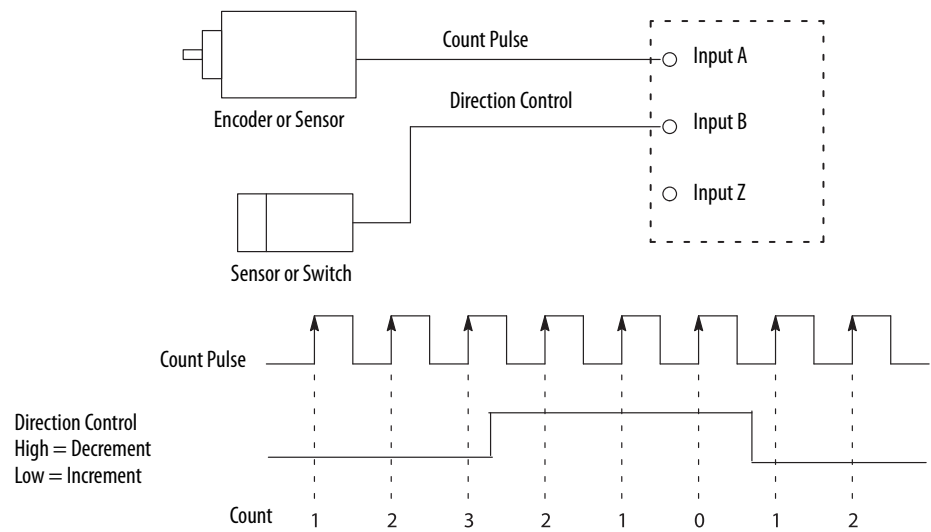 Count Pulse
Input A
Encoder or Sensor
Direction Control
Input B
Input Z
Sensor or Switch
Count Pulse
Direction Control
High = Decrement
Low = Increment
Count 1 2 3 2 1 0 1 2